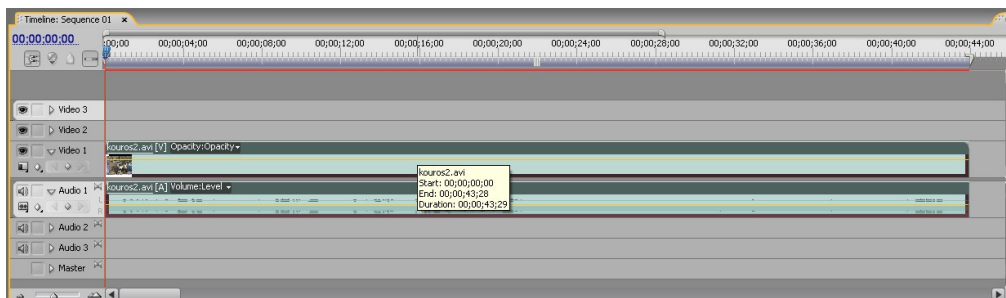 Timeline: Sequence 01 ×
00;00;00;00
;00;00 00;00;04;00 00;00;08;00 00;00;12;00 00;00;16;00 00;00;20;00 00;00;24;00 00;00;28;00 00;00;32;00 00;00;36;00 00;00;40;00 00;00;44;00
Video 3
Video 2
Video 1
kouros2.avi [V] Opacity:Opacity
kouros2.avi
Start: 00;00;00;00
End: 00;00;43;28
Duration: 00;00;43;29
Audio 1
kouros2.avi [A] Volume:Level
L
R
Audio 2
Audio 3
Master